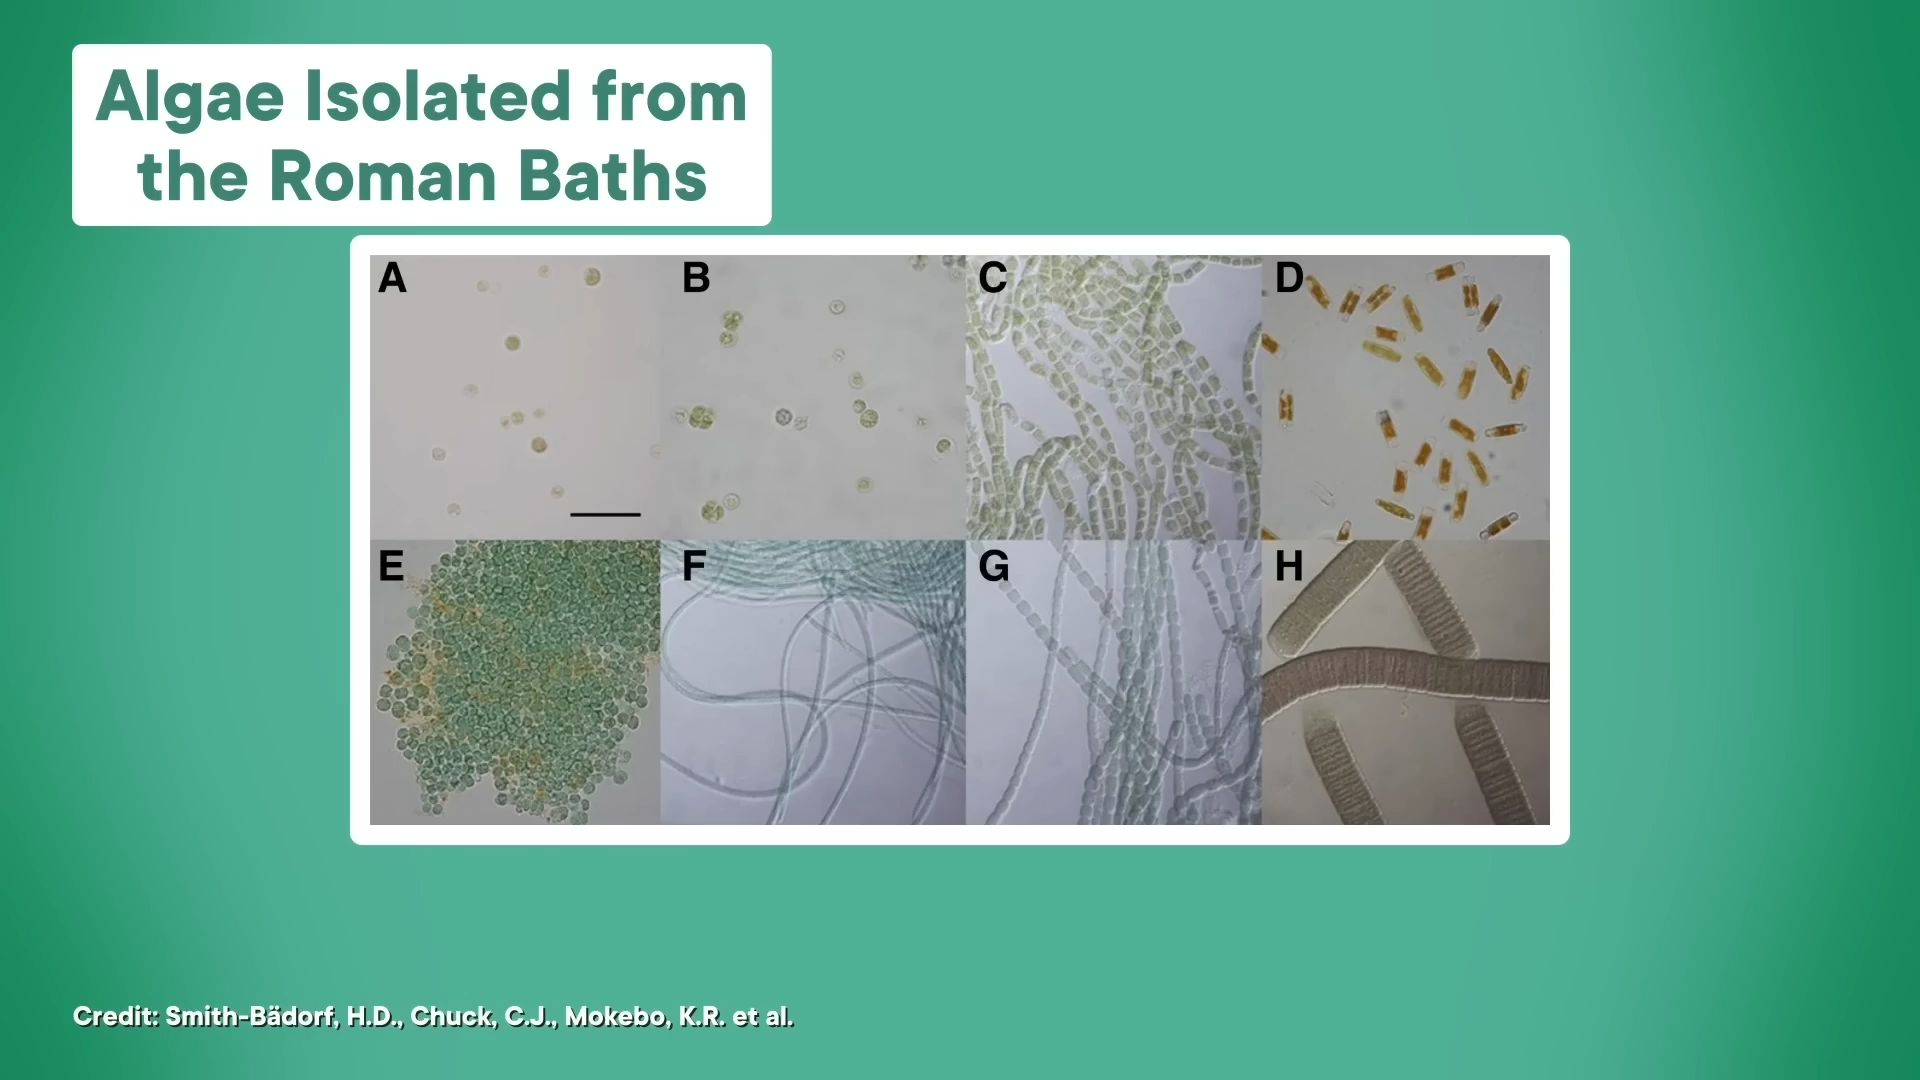 Algae Isolated from
the Roman Baths
A
B
C
D
E
F
G
H
Credit: Smith-Bädorf, H.D., Chuck, C.J., Mokebo, K.R. et al.